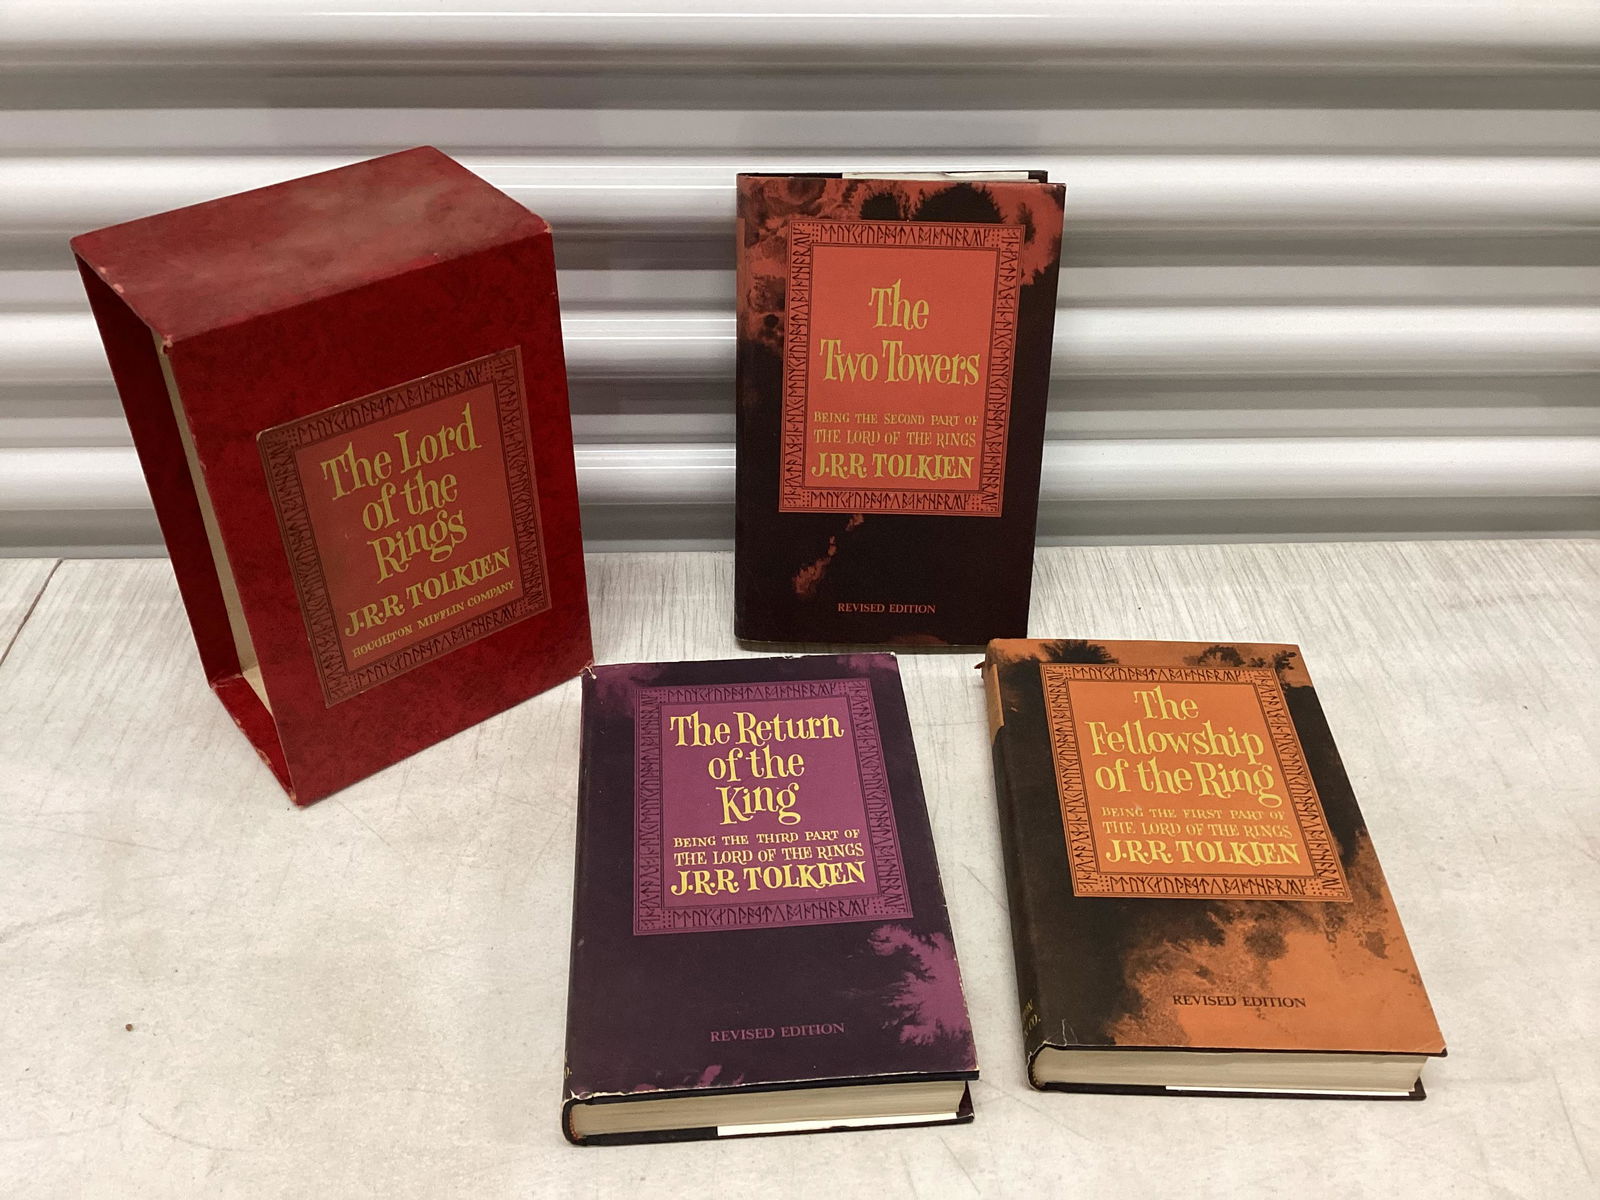 The Lord
of the
Rings
J.R.R. TOLKIEN
HOUGHTON MIFFLIN COMPANY
The
Two Towers
BEING THE SECOND PART OF
THE LORD OF THE RINGS
J.R.R. TOLKIEN
REVISED EDITION
The Return
of the
King
BEING THE THIRD PART OF
THE LORD OF THE RINGS
J.R.R. TOLKIEN
REVISED EDITION
The
Fellowship
of the Ring
BEING THE FIRST PART OF
THE LORD OF THE RINGS
J.R.R. TOLKIEN
REVISED EDITION